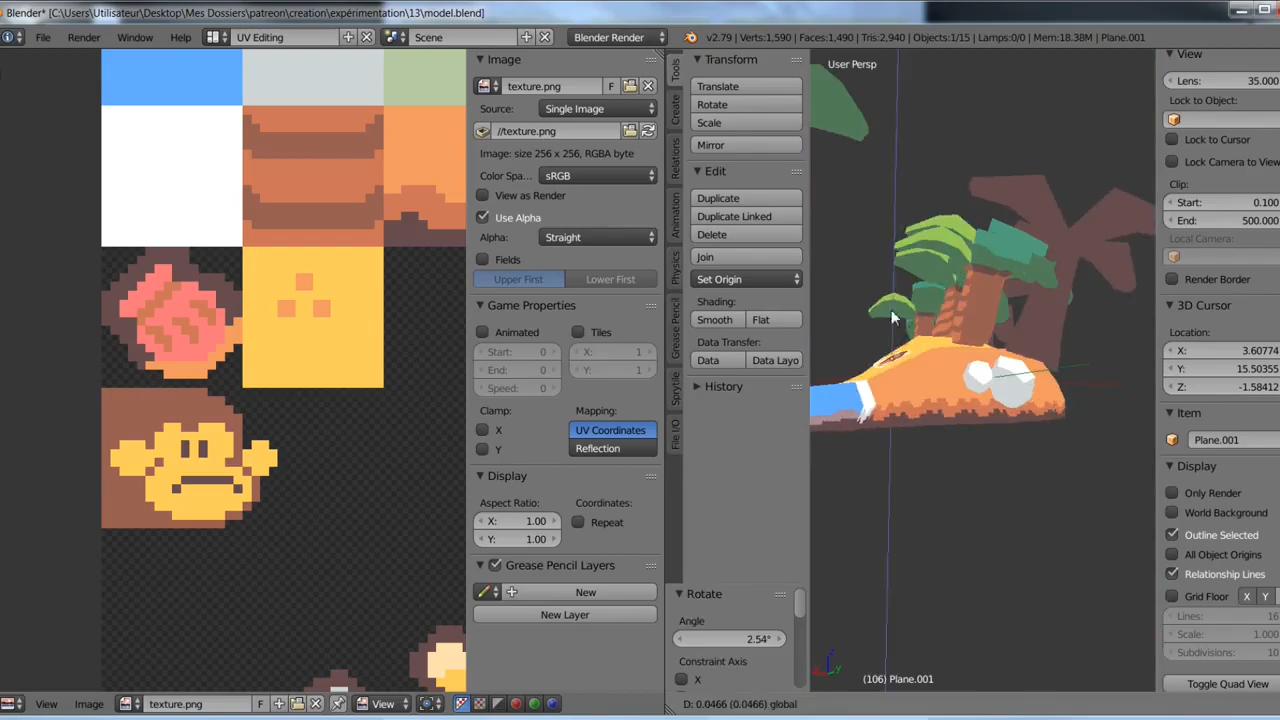 Blender* [C:\Users\Utilisateur\Desktop\Mes Dossiers\patreon\creation\expérimentation\13\model.blend]
File Render Window Help UV Editing Scene Blender Render v2.79 | Verts:1,590 | Faces:1,490 | Tris:2,940 | Objects:1/15 | Lamps:0/0 | Mem:18.38M | Plane.001
Image
texture.png F
Source: Single Image
//texture.png
Image: size 256 x 256, RGBA byte
Color Spa... sRGB
View as Render
Use Alpha
Alpha: Straight
Fields
Upper First Lower First
Game Properties
Animated Tiles
Start: 0 X: 1
End: 0 Y: 1
Speed: 0
Clamp: Mapping:
X UV Coordinates
Y Reflection
Display
Aspect Ratio: Coordinates:
X: 1.00 Repeat
Y: 1.00
Grease Pencil Layers
New
New Layer
View Image texture.png F View
Tools
Create
Relations
Animation
Physics
Grease Pencil
Sprytile
File I/O
Transform
Translate
Rotate
Scale
Mirror
Edit
Duplicate
Duplicate Linked
Delete
Join
Set Origin
Shading:
Smooth Flat
Data Transfer:
Data Data Layo
History
Rotate
Angle
2.54°
Constraint Axis
X
User Persp
(106) Plane.001
D: 0.0466 (0.0466) global
View
Lens: 35.000
Lock to Object:
Lock to Cursor
Lock Camera to View
Clip:
Start: 0.100
End: 500.000
Local Camera:
Render Border
3D Cursor
Location:
X: 3.60774
Y: 15.50355
Z: -1.58412
Item
Plane.001
Display
Only Render
World Background
Outline Selected
All Object Origins
Relationship Lines
Grid Floor X Y
Lines: 16
Scale: 1.000
Subdivisions: 10
Toggle Quad View